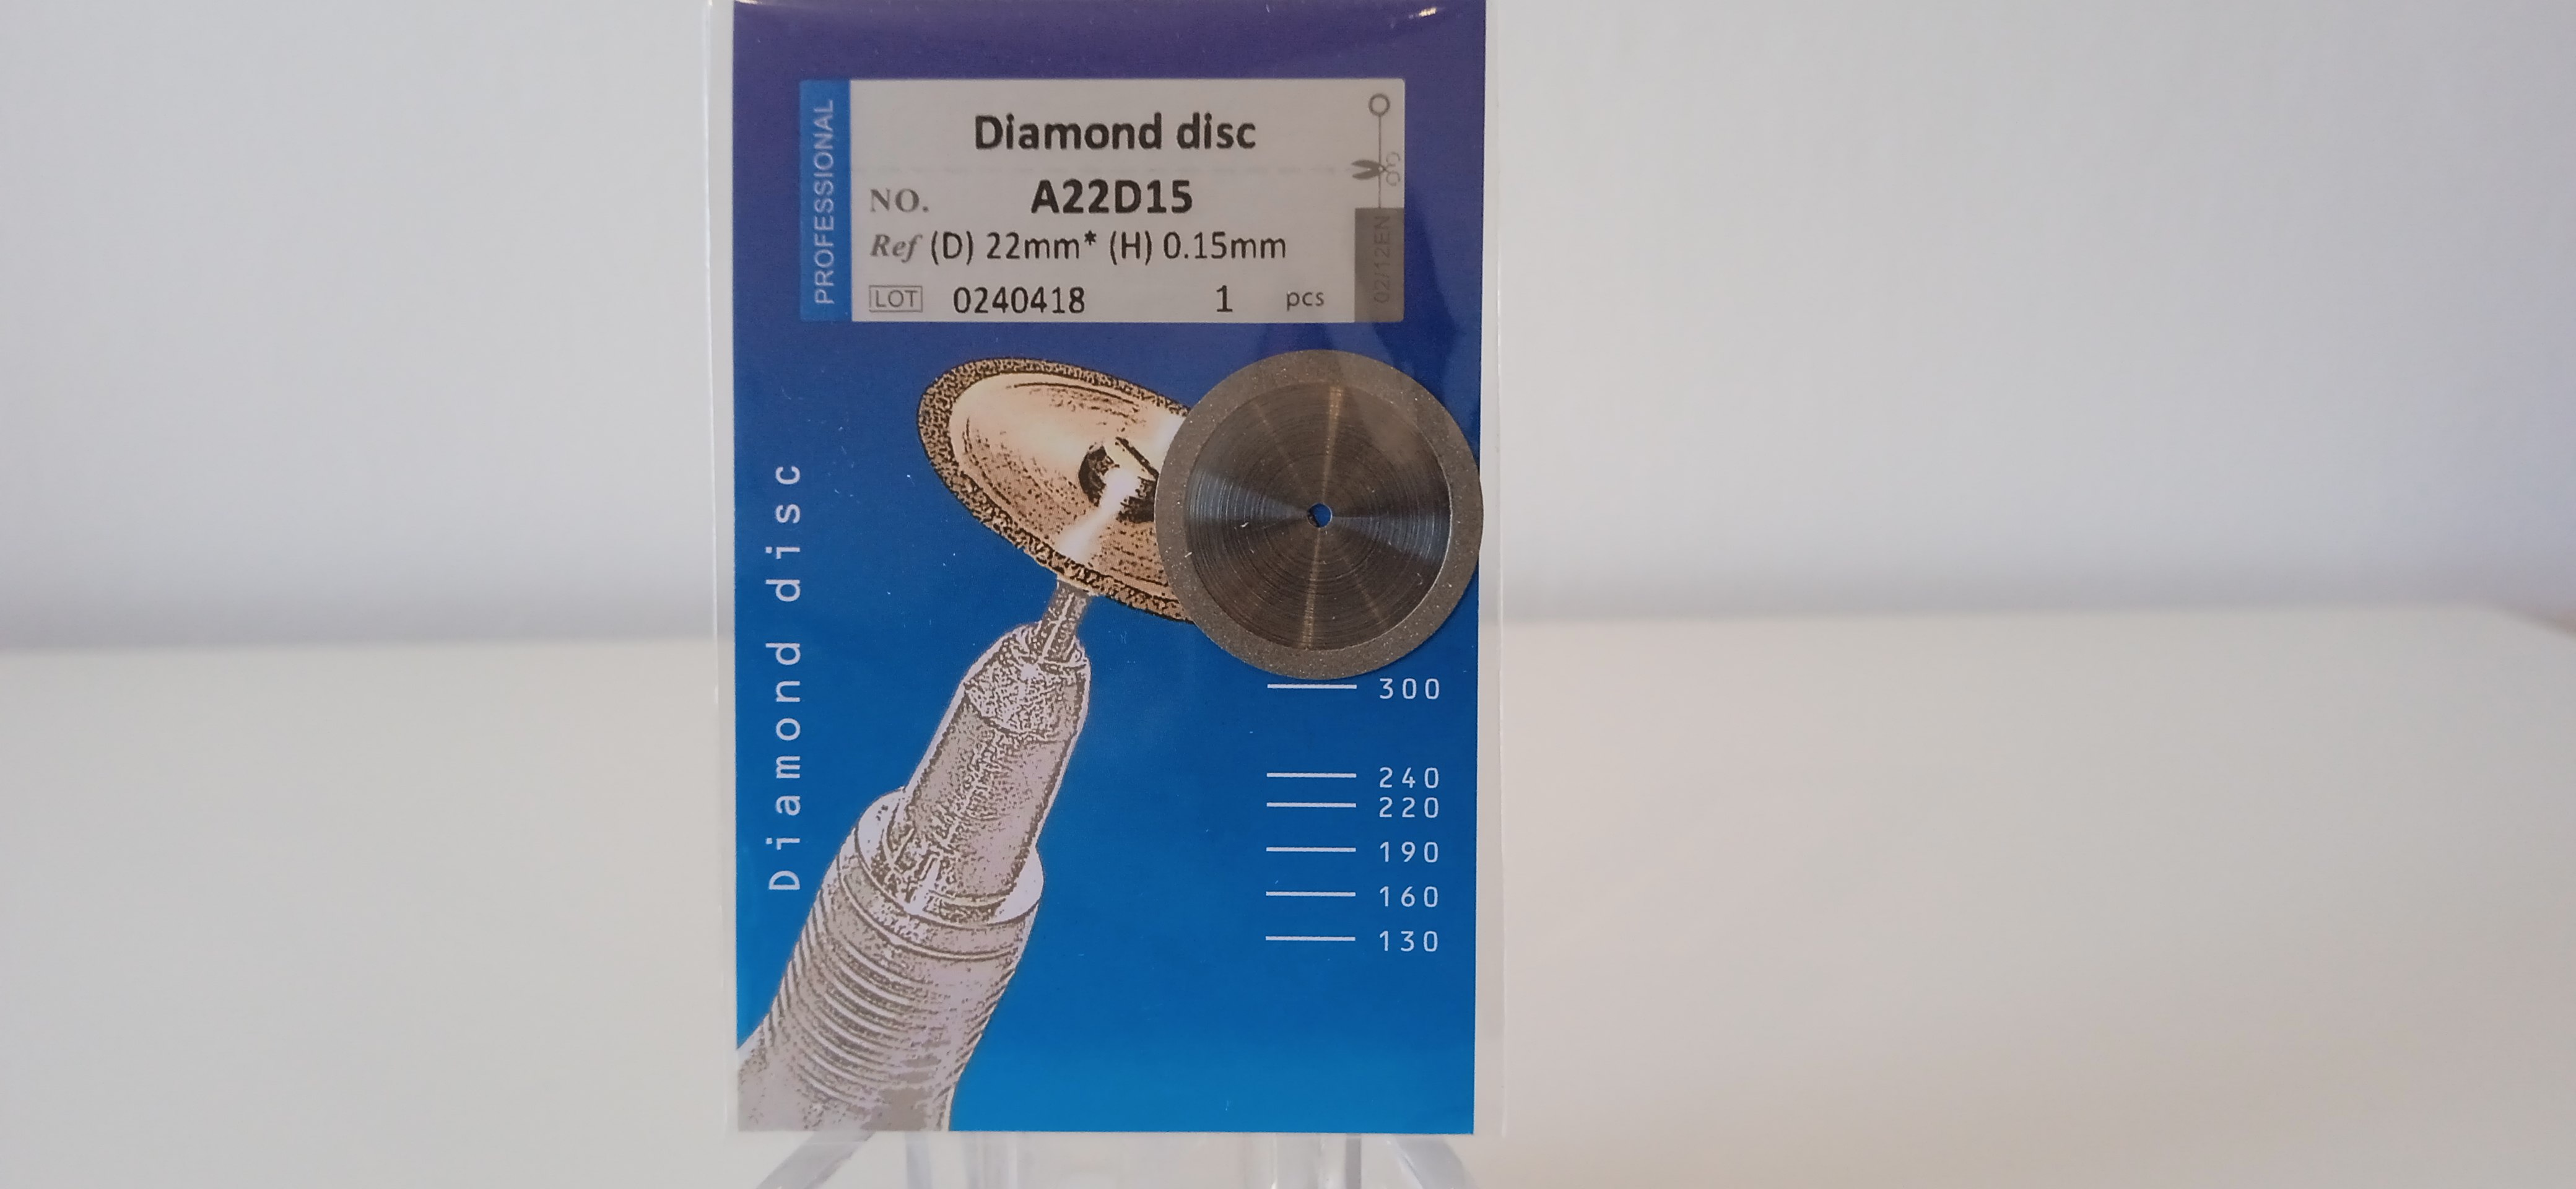 PROFESSIONAL
Diamond disc
NO. A22D15
Ref (D) 22mm* (H) 0.15mm
LOT 0240418 1 pcs
02/12EN
Diamond disc
300
240
220
190
160
130